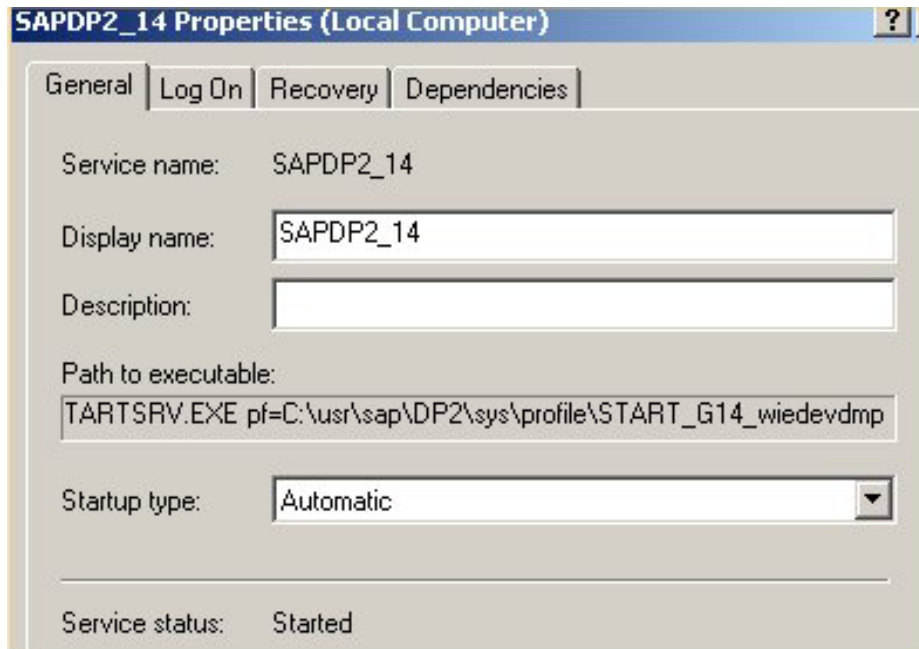 SAPDP2_14 Properties (Local Computer) ?
General Log On Recovery Dependencies
Service name: SAPDP2_14
Display name: SAPDP2_14
Description:
Path to executable:
TARTSRV.EXE pf=C:\usr\sap\DP2\sys\profile\START_G14_wiedevdmp
Startup type: Automatic
Service status: Started